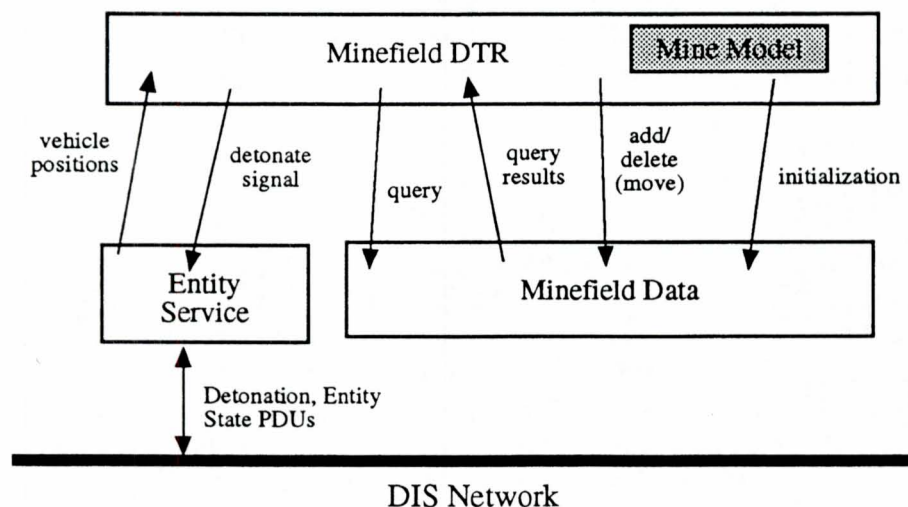 Minefield DTR
Mine Model
vehicle
positions
detonate
signal
query
query
results
add/
delete
(move)
initialization
Entity
Service
Minefield Data
Detonation, Entity
State PDUs
DIS Network